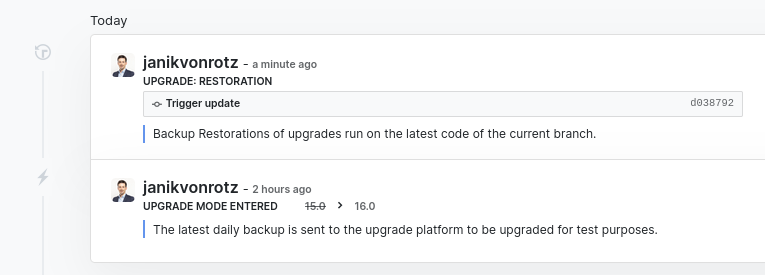 Today
janikvonrotz - a minute ago
UPGRADE: RESTORATION
Trigger update d038792
Backup Restorations of upgrades run on the latest code of the current branch.
janikvonrotz - 2 hours ago
UPGRADE MODE ENTERED 15.0 > 16.0
The latest daily backup is sent to the upgrade platform to be upgraded for test purposes.